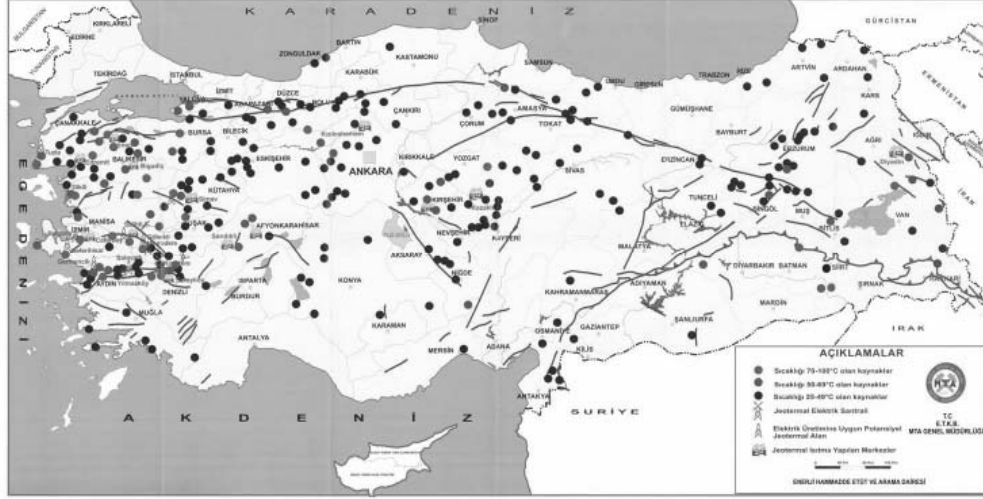 K A R A D E N İ Z
BULGARİSTAN
KIRKLARELİ
EDİRNE
YUNANİSTAN
TEKİRDAĞ
İSTANBUL
ZONGULDAK
BARTIN
KARABÜK
KASTAMONU
SİNOP
SAMSUN
ORDU
GİRESUN
TRABZON
RİZE
ARTVİN
ARDAHAN
GÜRCİSTAN
KARS
ERMENİSTAN
İZMİT
DÜZCE
BOLU
ÇANKIRI
ÇORUM
AMASYA
TOKAT
GÜMÜŞHANE
BAYBURT
ERZURUM
AĞRI
IĞDIR
İRAN
ÇANAKKALE
BURSA
BİLECİK
BALIKESİR
ESKİŞEHİR
ANKARA
KIRIKKALE
YOZGAT
SİVAS
ERZİNCAN
TUNCELİ
BİNGÖL
MUŞ
BİTLİS
VAN
KÜTAHYA
MANİSA
İZMİR
UŞAK
AFYONKARAHİSAR
KIRŞEHİR
NEVŞEHİR
KAYSERİ
AKSARAY
NİĞDE
MALATYA
ELAZIĞ
DİYARBAKIR
BATMAN
SİİRT
ŞIRNAK
HAKKARİ
AYDIN
DENİZLİ
ISPARTA
BURDUR
KONYA
KAHRAMANMARAŞ
ADIYAMAN
MARDİN
ŞANLIURFA
MUĞLA
ANTALYA
KARAMAN
MERSİN
ADANA
OSMANİYE
GAZİANTEP
KİLİS
ANTAKYA
SURİYE
I R A K
E G E D E N İ Z İ
A K D E N İ Z
AÇIKLAMALAR
Sıcaklığı 70-100°C olan kaynaklar
Sıcaklığı 50-69°C olan kaynaklar
Sıcaklığı 25-49°C olan kaynaklar
Jeotermal Elektrik Santrali
Elektrik Üretimine Uygun Potansiyel
Jeotermal Alan
Jeotermal Isıtma Yapılan Merkezler
MTA
T.C
E.T.K.B.
MTA GENEL MÜDÜRLÜĞÜ
ENERJİ HAMMADDE ETÜT VE ARAMA DAİRESİ